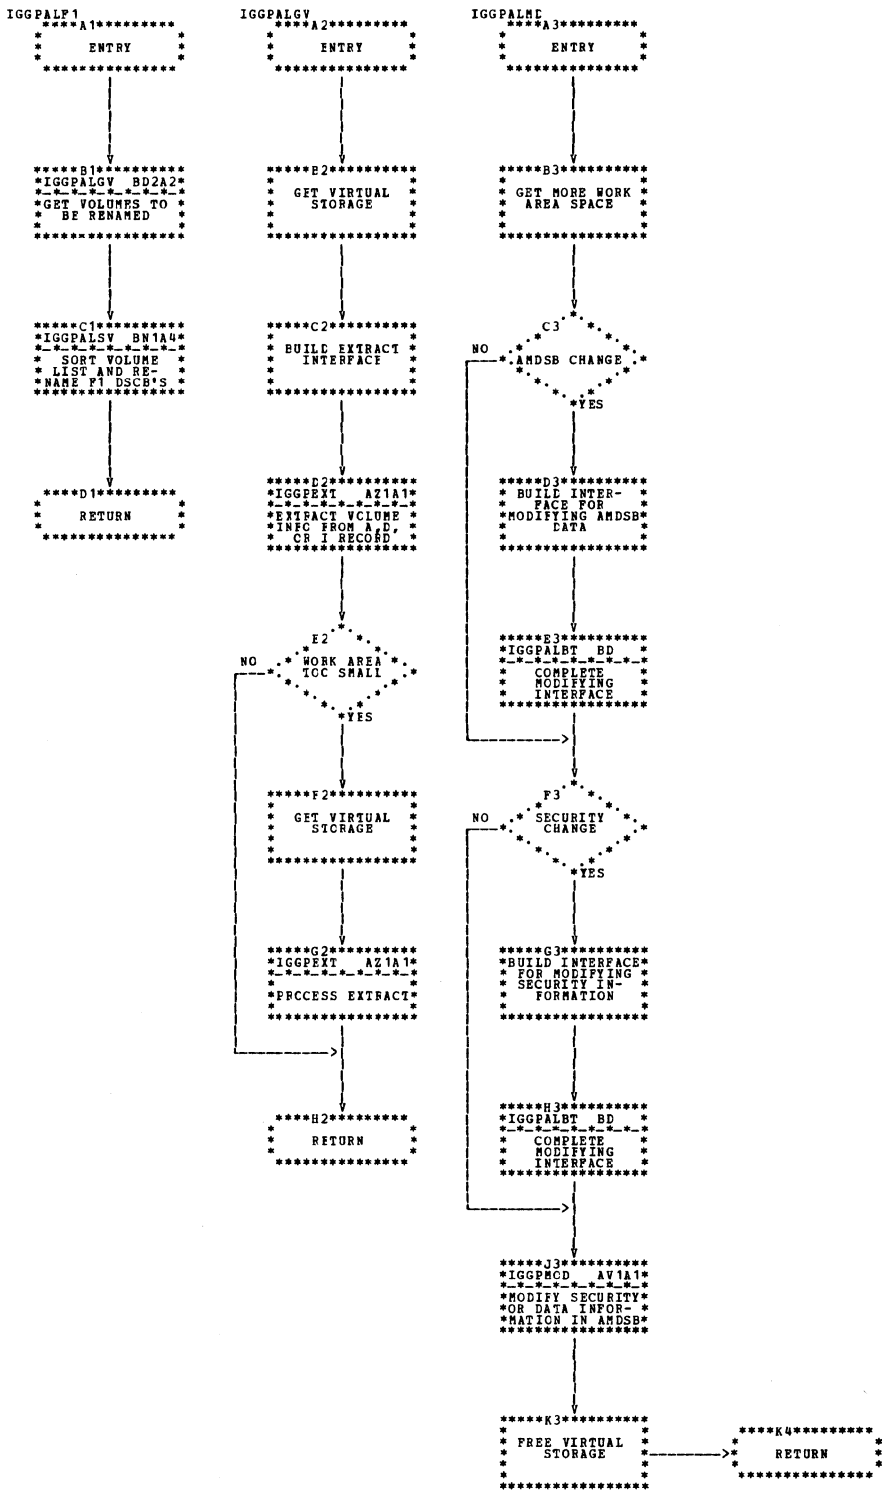 IGGPALF1
A1
ENTRY
B1
IGGPALGV BD2A2
GET VOLUMES TO
BE RENAMED
C1
IGGPALSV BN1A4
SORT VOLUME
LIST AND RE-
NAME F1 DSCB'S
D1
RETURN
IGGPALGV
A2
ENTRY
B2
GET VIRTUAL
STORAGE
C2
BUILD EXTRACT
INTERFACE
D2
IGGPEXT AZ1A1
EXTRACT VOLUME
INFO FROM A,D,
OR I RECORD
E2
WORK AREA
TOO SMALL
NO
YES
F2
GET VIRTUAL
STORAGE
G2
IGGPEXT AZ1A1
PROCESS EXTRACT
H2
RETURN
IGGPALMD
A3
ENTRY
B3
GET MORE WORK
AREA SPACE
C3
AMDSB CHANGE
NO
YES
D3
BUILD INTER-
FACE FOR
MODIFYING AMDSB
DATA
E3
IGGPALBT BD
COMPLETE
MODIFYING
INTERFACE
F3
SECURITY
CHANGE
NO
YES
G3
BUILD INTERFACE
FOR MODIFYING
SECURITY IN-
FORMATION
H3
IGGPALBT BD
COMPLETE
MODIFYING
INTERFACE
J3
IGGPMOD AV1A1
MODIFY SECURITY
OR DATA INFOR-
MATION IN AMDSB
K3
FREE VIRTUAL
STORAGE
K4
RETURN